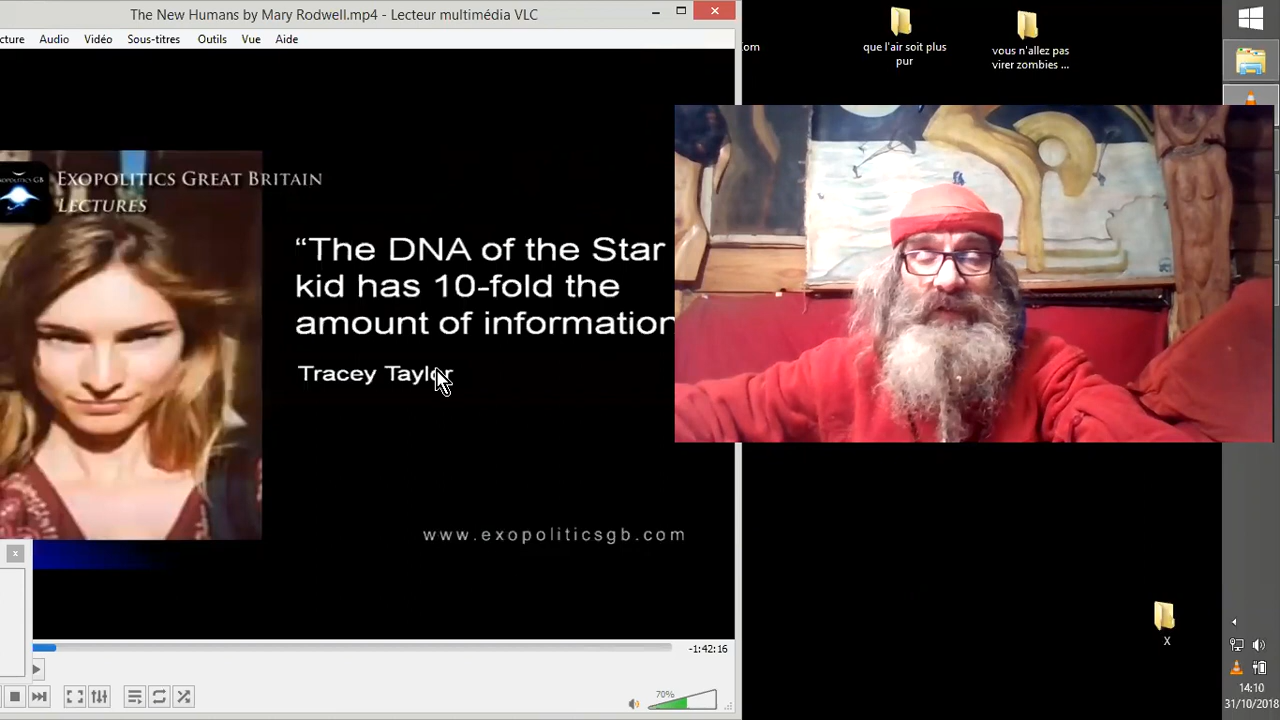 The New Humans by Mary Rodwell.mp4 - Lecteur multimédia VLC
cture Audio Vidéo Sous-titres Outils Vue Aide
om
que l'air soit plus
pur
vous n'allez pas
virer zombies ...
EXOPOLITICS GREAT BRITAIN
LECTURES
“The DNA of the Star
kid has 10-fold the
amount of information
Tracey Taylor
www.exopoliticsgb.com
X
-1:42:16
70%
14:10
31/10/2018